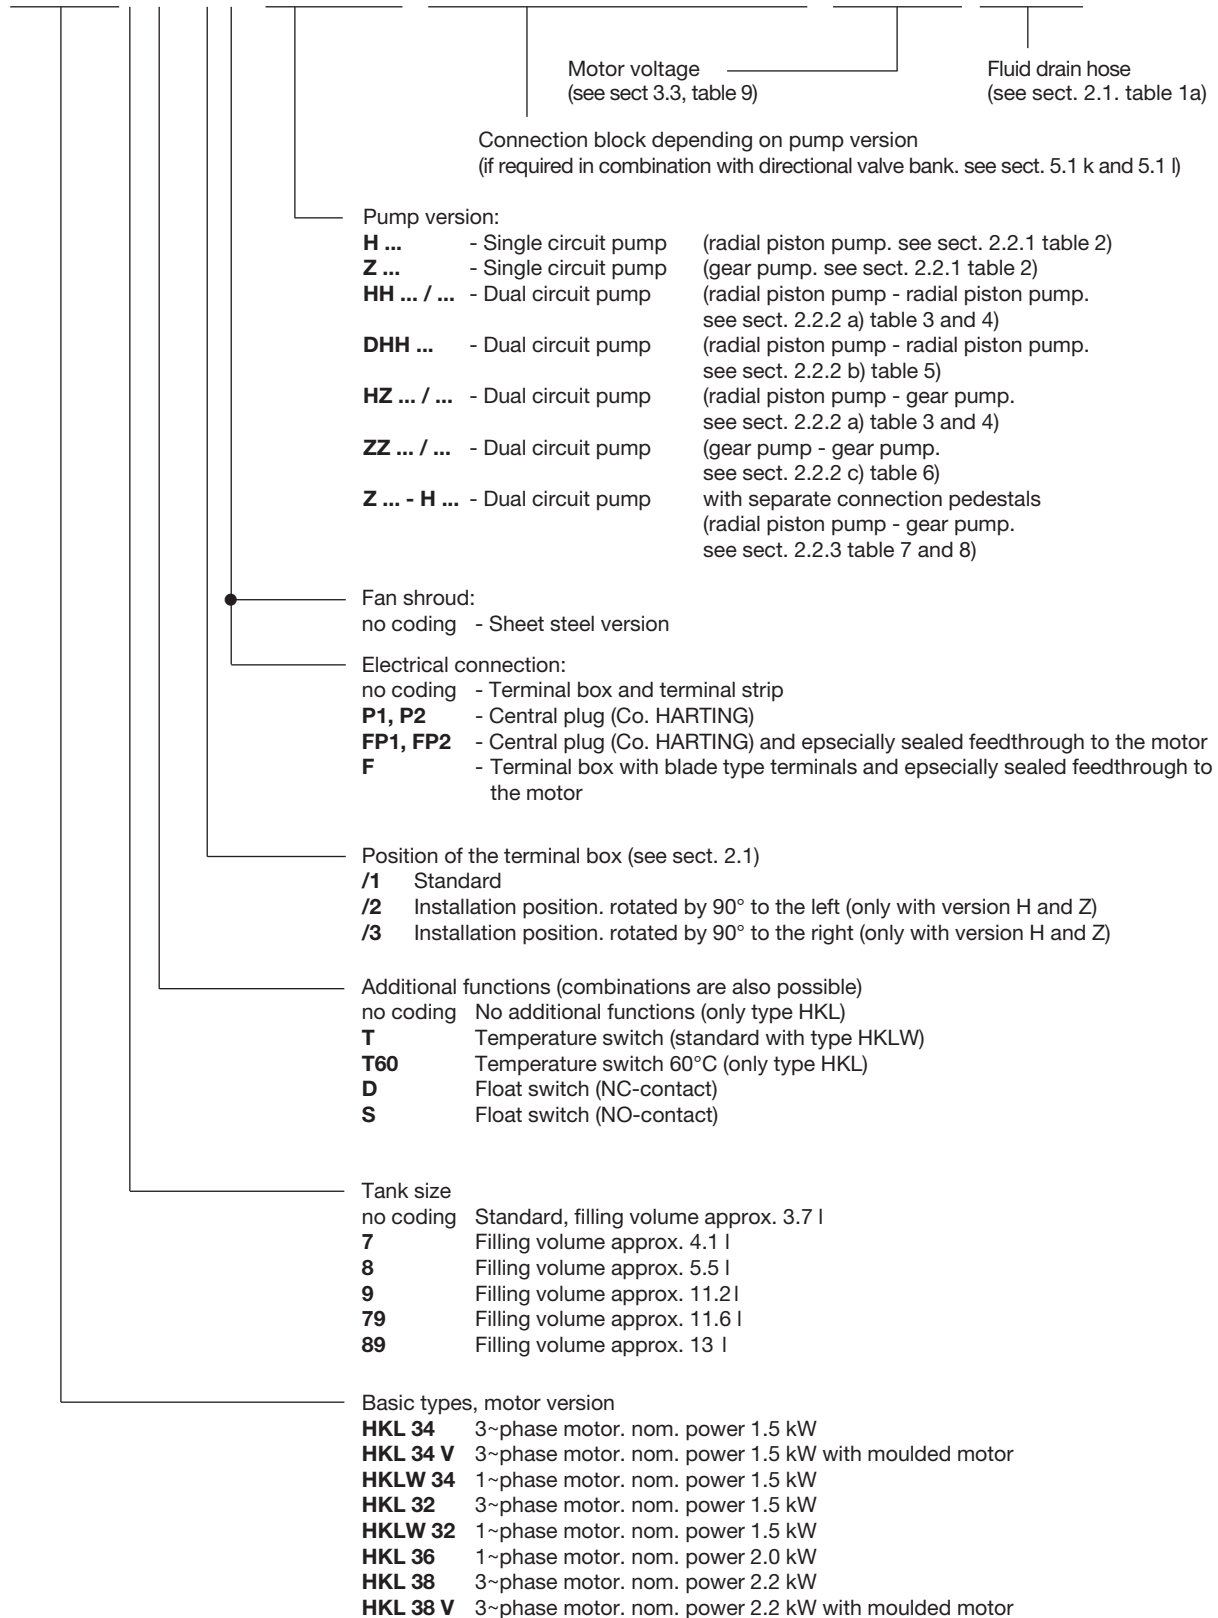 Motor voltage
(see sect 3.3, table 9)
Fluid drain hose
(see sect. 2.1. table 1a)
Connection block depending on pump version
(if required in combination with directional valve bank. see sect. 5.1 k and 5.1 l)
Pump version:
H ... - Single circuit pump (radial piston pump. see sect. 2.2.1 table 2)
Z ... - Single circuit pump (gear pump. see sect. 2.2.1 table 2)
HH ... / ... - Dual circuit pump (radial piston pump - radial piston pump.
see sect. 2.2.2 a) table 3 and 4)
DHH ... - Dual circuit pump (radial piston pump - radial piston pump.
see sect. 2.2.2 b) table 5)
HZ ... / ... - Dual circuit pump (radial piston pump - gear pump.
see sect. 2.2.2 a) table 3 and 4)
ZZ ... / ... - Dual circuit pump (gear pump - gear pump.
see sect. 2.2.2 c) table 6)
Z ... - H ... - Dual circuit pump with separate connection pedestals
(radial piston pump - gear pump.
see sect. 2.2.3 table 7 and 8)
Fan shroud:
no coding - Sheet steel version
Electrical connection:
no coding - Terminal box and terminal strip
P1, P2 - Central plug (Co. HARTING)
FP1, FP2 - Central plug (Co. HARTING) and epsecially sealed feedthrough to the motor
F - Terminal box with blade type terminals and epsecially sealed feedthrough to
the motor
Position of the terminal box (see sect. 2.1)
/1 Standard
/2 Installation position. rotated by 90° to the left (only with version H and Z)
/3 Installation position. rotated by 90° to the right (only with version H and Z)
Additional functions (combinations are also possible)
no coding No additional functions (only type HKL)
T Temperature switch (standard with type HKLW)
T60 Temperature switch 60°C (only type HKL)
D Float switch (NC-contact)
S Float switch (NO-contact)
Tank size
no coding Standard, filling volume approx. 3.7 l
7 Filling volume approx. 4.1 l
8 Filling volume approx. 5.5 l
9 Filling volume approx. 11.2 l
79 Filling volume approx. 11.6 l
89 Filling volume approx. 13 l
Basic types, motor version
HKL 34 3~phase motor. nom. power 1.5 kW
HKL 34 V 3~phase motor. nom. power 1.5 kW with moulded motor
HKLW 34 1~phase motor. nom. power 1.5 kW
HKL 32 3~phase motor. nom. power 1.5 kW
HKLW 32 1~phase motor. nom. power 1.5 kW
HKL 36 1~phase motor. nom. power 2.0 kW
HKL 38 3~phase motor. nom. power 2.2 kW
HKL 38 V 3~phase motor. nom. power 2.2 kW with moulded motor